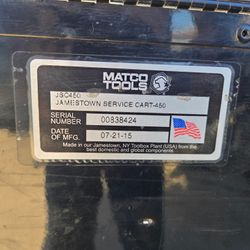 MATCO
TOOLS
JSC450
JAMESTOWN SERVICE CART-450
SERIAL
NUMBER 00838424
DATE
OF MFG. 07-21-15
Made in our Jamestown, NY Toolbox Plant (USA) from the
best domestic and global components